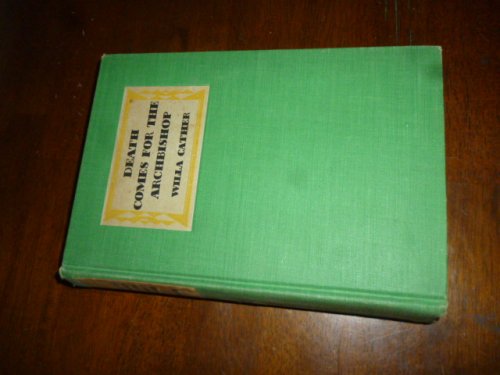 DEATH
COMES FOR THE
ARCHBISHOP
WILLA CATHER